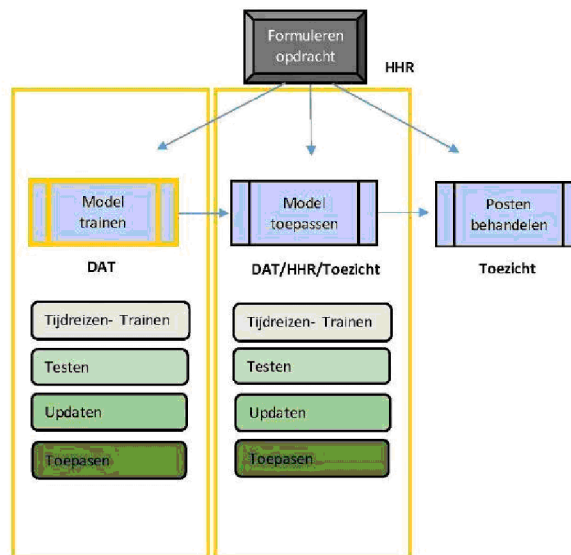 Formuleren
opdracht
HHR
Model
trainen
Model
toepassen
Posten
behandelen
DAT
DAT/HHR/Toezicht
Toezicht
Tijdreizen- Trainen
Testen
Updaten
Toepasen
Tijdreizen- Trainen
Testen
Updaten
Toepasen